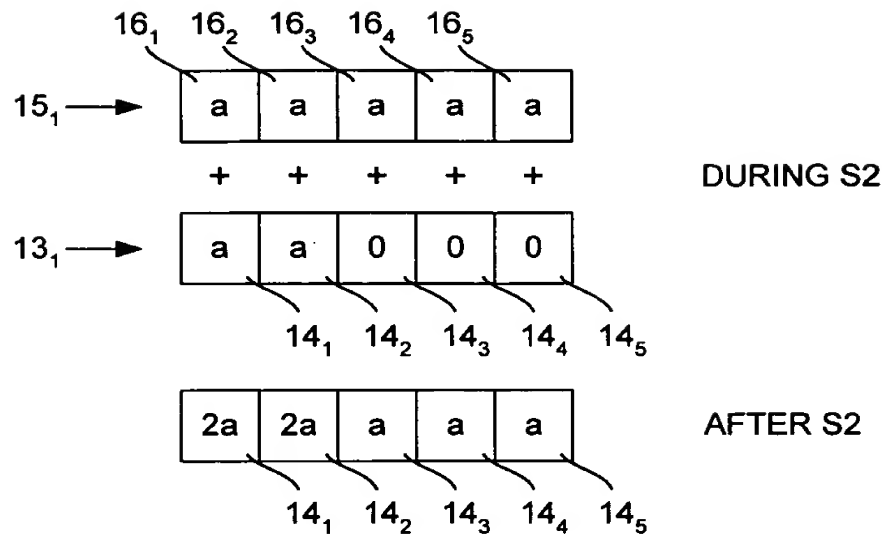 16₁ 16₂ 16₃ 16₄ 16₅
15₁ a a a a a
+ + + + + DURING S2
13₁ a a 0 0 0
14₁ 14₂ 14₃ 14₄ 14₅
2a 2a a a a AFTER S2
14₁ 14₂ 14₃ 14₄ 14₅